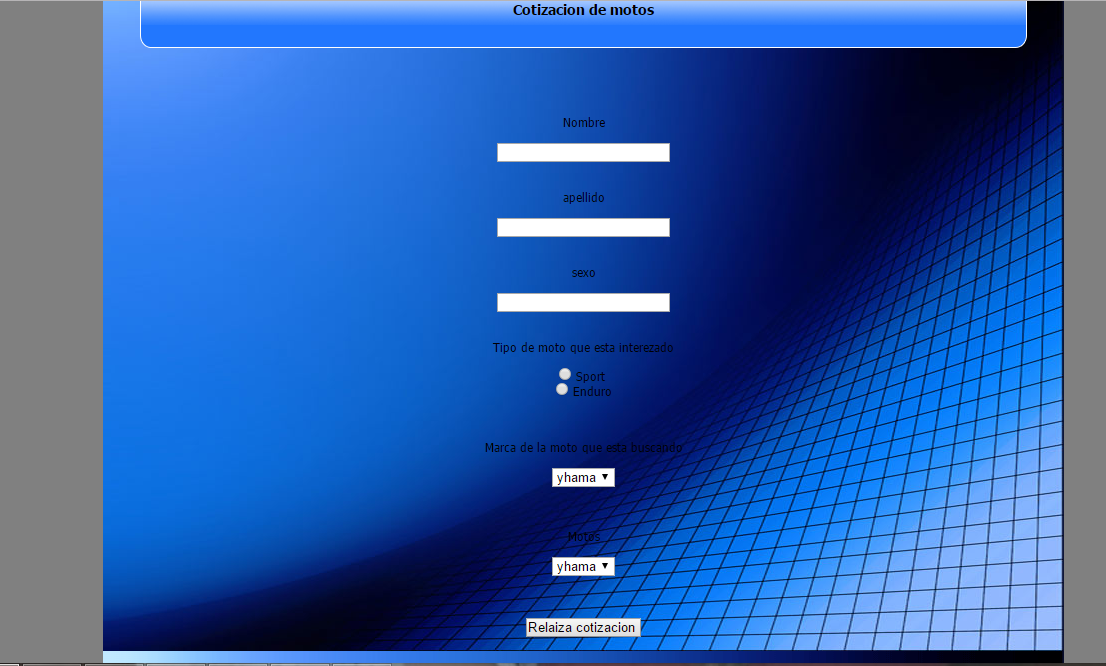 Cotizacion de motos
Nombre
apellido
sexo
Tipo de moto que esta interezado
Sport
Enduro
Marca de la moto que esta buscando
yhama
Motos
yhama
Relaiza cotizacion